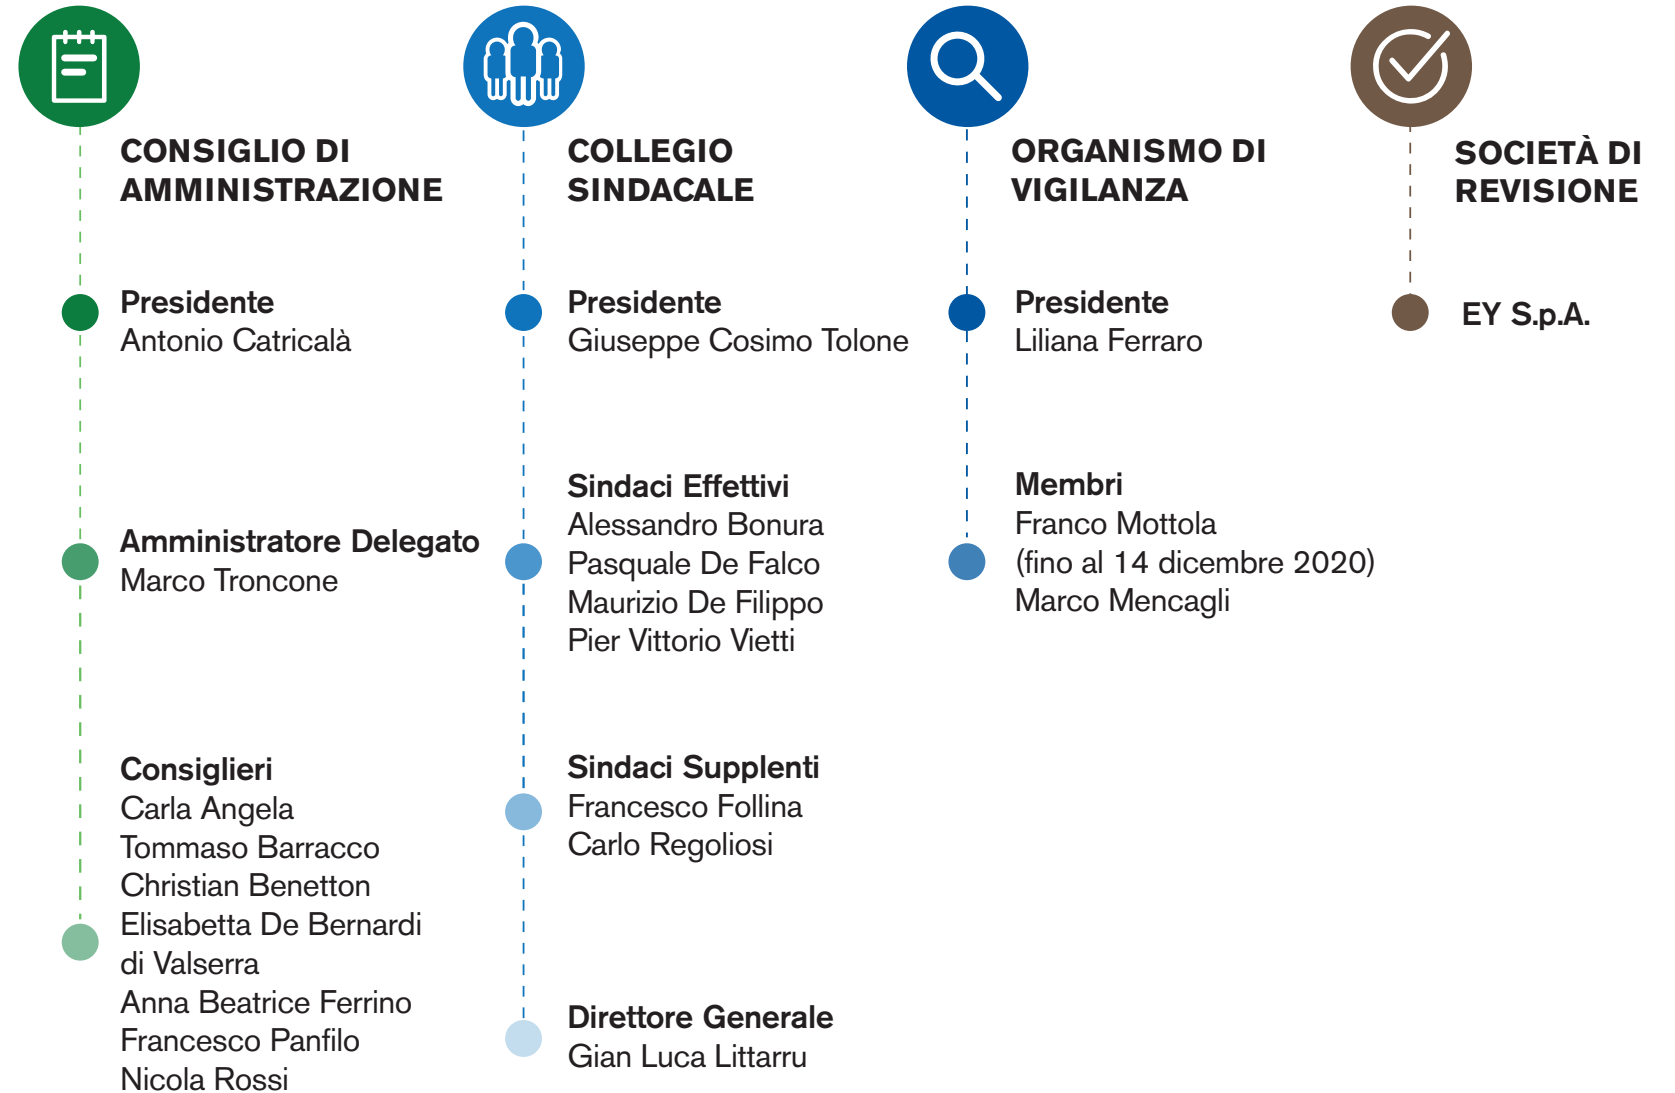 CONSIGLIO DI
AMMINISTRAZIONE
Presidente
Antonio Catricalà
Amministratore Delegato
Marco Troncone
Consiglieri
Carla Angela
Tommaso Barracco
Christian Benetton
Elisabetta De Bernardi
di Valserra
Anna Beatrice Ferrino
Francesco Panfilo
Nicola Rossi
COLLEGIO
SINDACALE
Presidente
Giuseppe Cosimo Tolone
Sindaci Effettivi
Alessandro Bonura
Pasquale De Falco
Maurizio De Filippo
Pier Vittorio Vietti
Sindaci Supplenti
Francesco Follina
Carlo Regoliosi
Direttore Generale
Gian Luca Littarru
ORGANISMO DI
VIGILANZA
Presidente
Liliana Ferraro
Membri
Franco Mottola
(fino al 14 dicembre 2020)
Marco Mencagli
SOCIETÀ DI
REVISIONE
EY S.p.A.